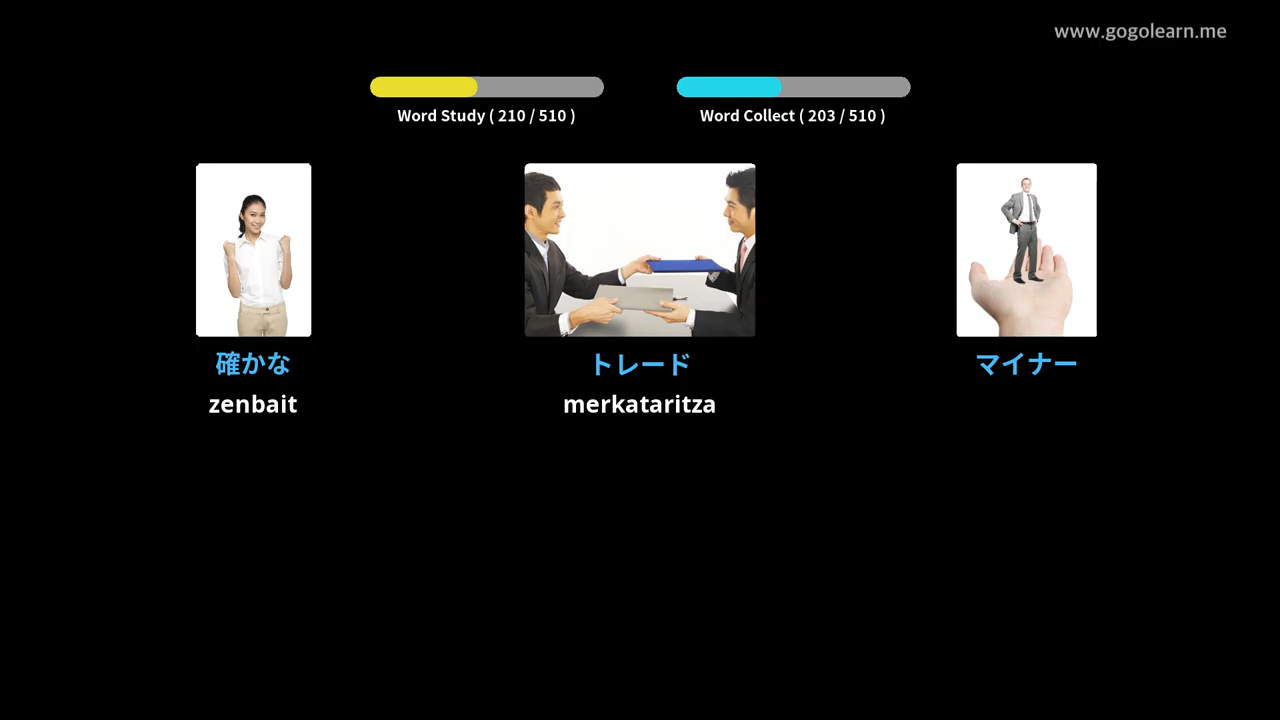 www.gogolearn.me
Word Study ( 210 / 510 )
Word Collect ( 203 / 510 )
確かな
トレード
マイナー
zenbait
merkataritza